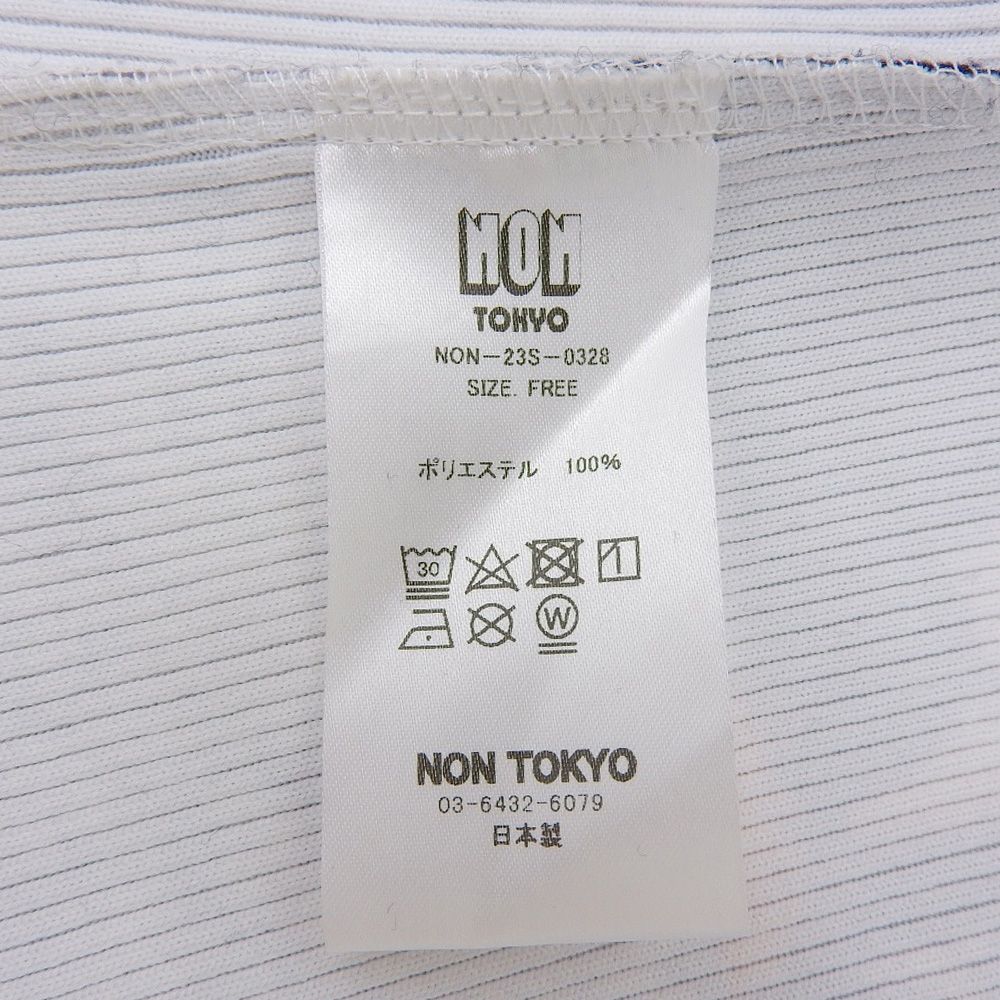 NON
TOKYO
NON-23S-0328
SIZE. FREE
ポリエステル 100%
30
W
NON TOKYO
03-6432-6079
日本製